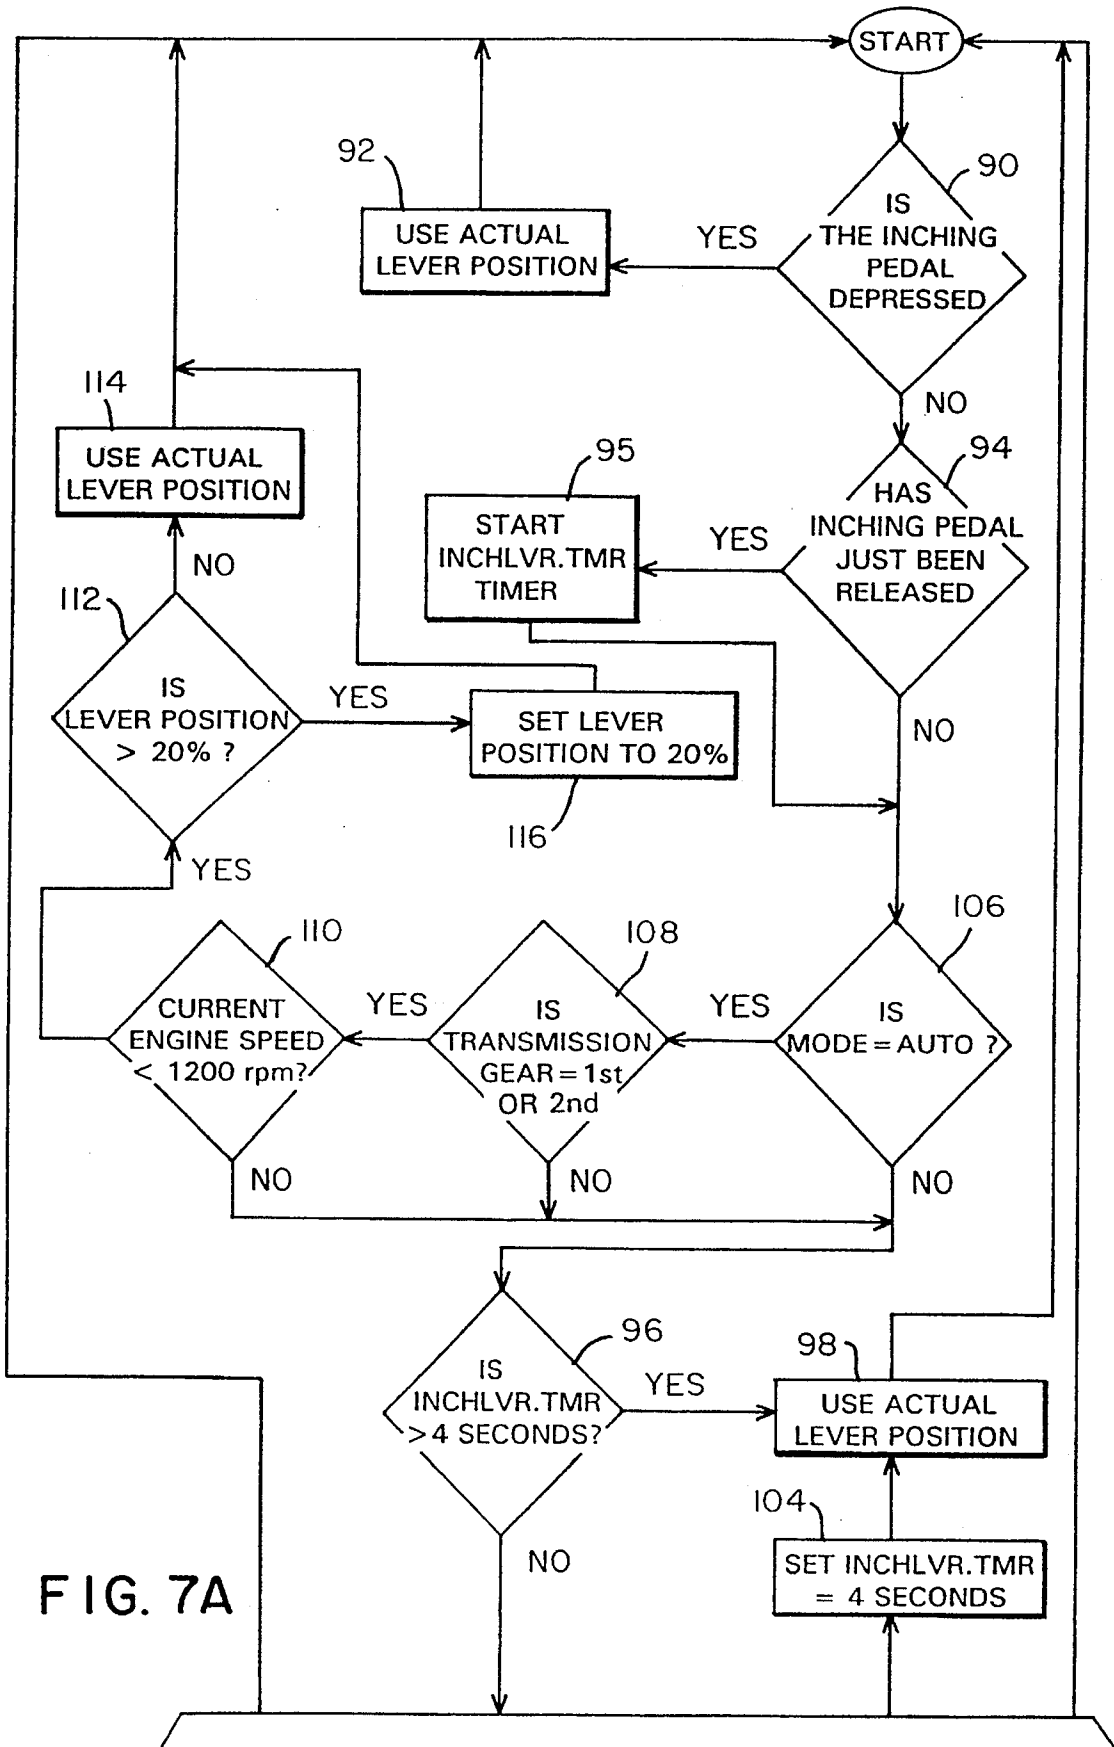 START
92
90
USE ACTUAL
LEVER POSITION
YES
IS
THE INCHING
PEDAL
DEPRESSED
NO
114
USE ACTUAL
LEVER POSITION
95
START
INCHLVR.TMR
TIMER
YES
94
HAS
INCHING PEDAL
JUST BEEN
RELEASED
NO
NO
112
IS
LEVER POSITION
> 20% ?
YES
SET LEVER
POSITION TO 20%
116
YES
110
CURRENT
ENGINE SPEED
< 1200 rpm?
YES
108
IS
TRANSMISSION
GEAR = 1st
OR 2nd
YES
106
IS
MODE = AUTO ?
NO
NO
NO
96
IS
INCHLVR.TMR
> 4 SECONDS?
YES
98
USE ACTUAL
LEVER POSITION
104
SET INCHLVR.TMR
= 4 SECONDS
NO
FIG. 7A